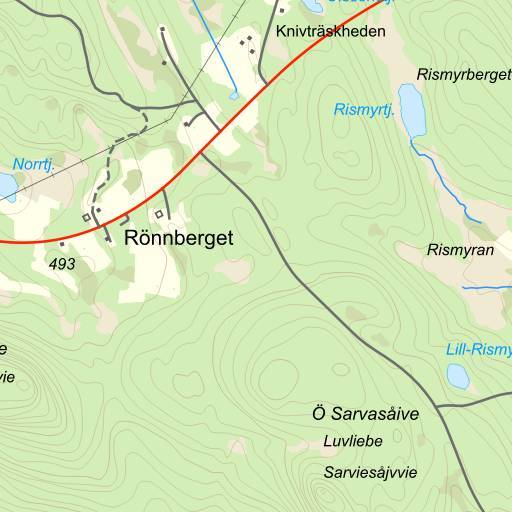 Knivträskheden
Rismyrberget
Rismyrtj.
Norrtj.
Rönnberget
Rismyran
493
Lill-Rismy
Ö Sarvasåive
Luvliebe
Sarviesåjvvie